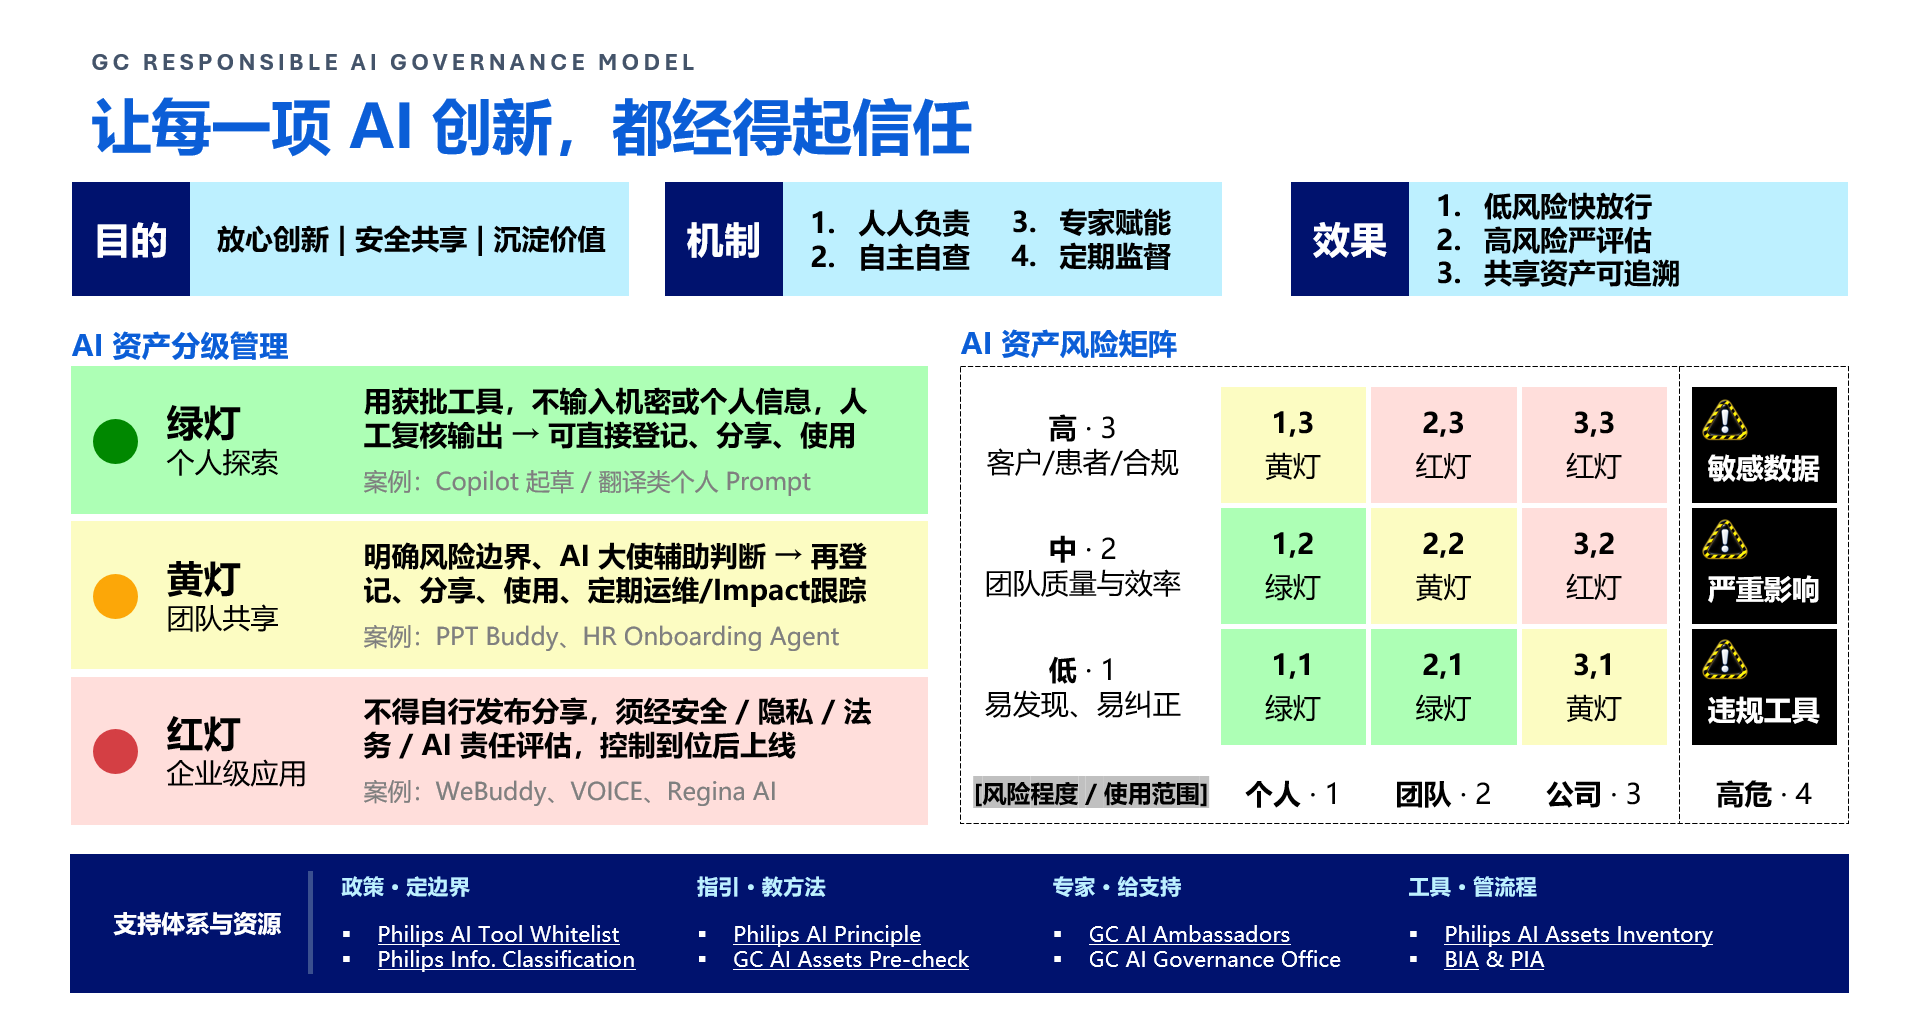 GC RESPONSIBLE AI GOVERNANCE MODEL
让每一项 AI 创新，都经得起信任
目的
放心创新 | 安全共享 | 沉淀价值
机制
1. 人人负责
2. 自主自查
3. 专家赋能
4. 定期监督
效果
1. 低风险快放行
2. 高风险严评估
3. 共享资产可追溯
AI 资产分级管理
绿灯
个人探索
用获批工具，不输入机密或个人信息，人
工复核输出 → 可直接登记、分享、使用
案例：Copilot 起草 / 翻译类个人 Prompt
黄灯
团队共享
明确风险边界、AI 大使辅助判断 → 再登
记、分享、使用、定期运维/Impact跟踪
案例：PPT Buddy、HR Onboarding Agent
红灯
企业级应用
不得自行发布分享，须经安全 / 隐私 / 法
务 / AI 责任评估，控制到位后上线
案例：WeBuddy、VOICE、Regina AI
AI 资产风险矩阵
高 · 3
客户/患者/合规
1,3
黄灯
2,3
红灯
3,3
红灯
敏感数据
中 · 2
团队质量与效率
1,2
绿灯
2,2
黄灯
3,2
红灯
严重影响
低 · 1
易发现、易纠正
1,1
绿灯
2,1
绿灯
3,1
黄灯
违规工具
[风险程度 / 使用范围]
个人 · 1
团队 · 2
公司 · 3
高危 · 4
支持体系与资源
政策 · 定边界
▪ Philips AI Tool Whitelist
▪ Philips Info. Classification
指引 · 教方法
▪ Philips AI Principle
▪ GC AI Assets Pre-check
专家 · 给支持
▪ GC AI Ambassadors
▪ GC AI Governance Office
工具 · 管流程
▪ Philips AI Assets Inventory
▪ BIA & PIA